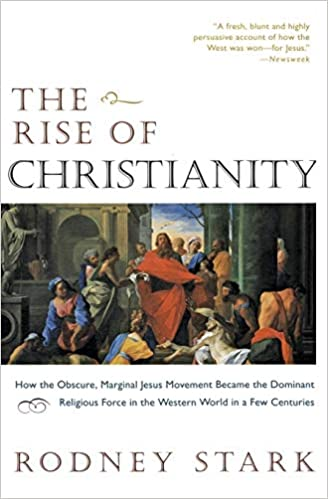 "A fresh, blunt and highly
persuasive account of how the
West was won—for Jesus."
—Newsweek
THE
RISE OF
CHRISTIANITY
How the Obscure, Marginal Jesus Movement Became the Dominant
Religious Force in the Western World in a Few Centuries
RODNEY STARK